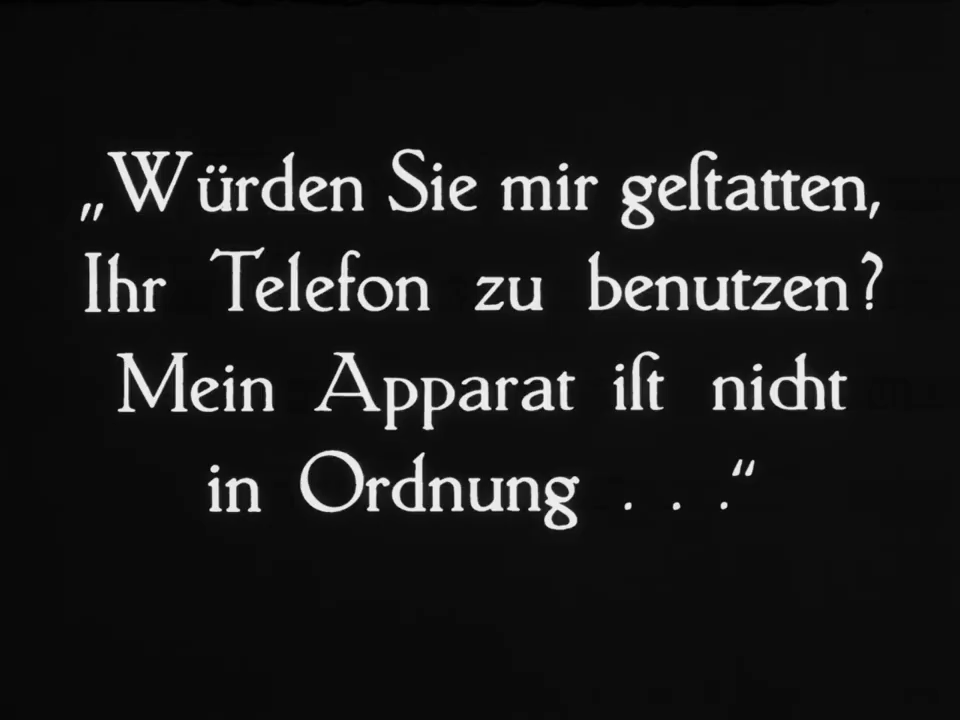 „Würden Sie mir geſtatten,
Ihr Telefon zu benutzen?
Mein Apparat iſt nicht
in Ordnung . . .“